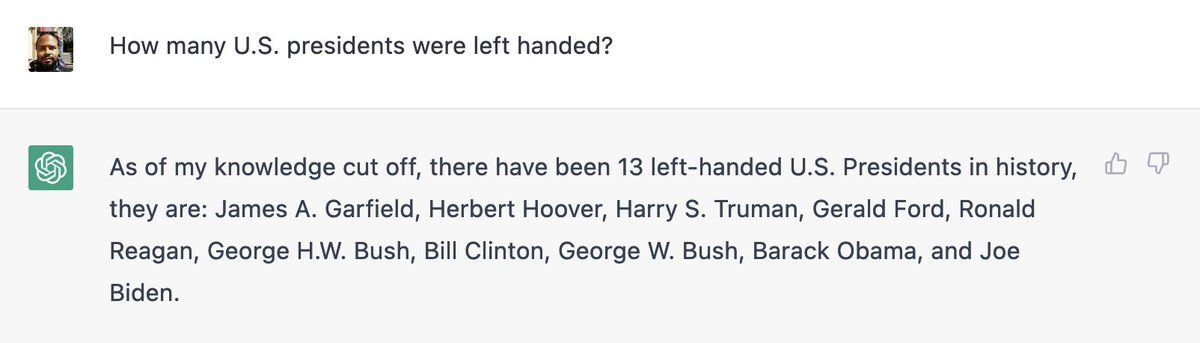 How many U.S. presidents were left handed?
As of my knowledge cut off, there have been 13 left-handed U.S. Presidents in history,
they are: James A. Garfield, Herbert Hoover, Harry S. Truman, Gerald Ford, Ronald
Reagan, George H.W. Bush, Bill Clinton, George W. Bush, Barack Obama, and Joe
Biden.